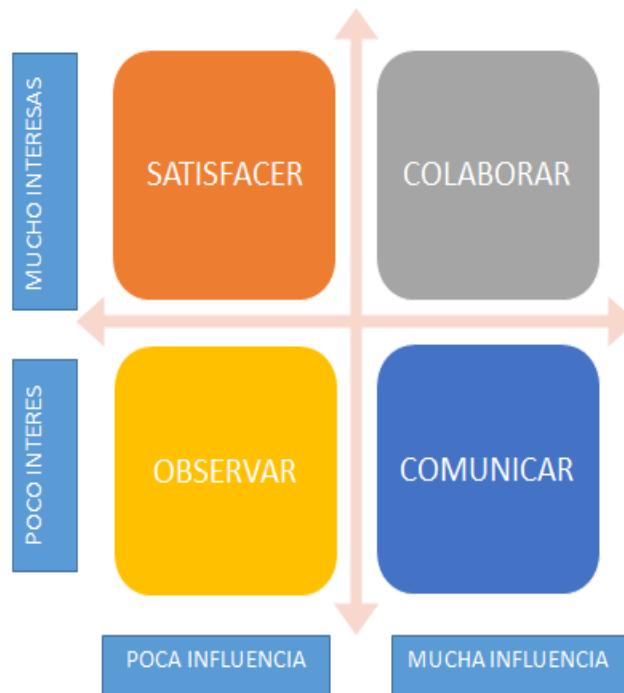 MUCHO INTERESAS
SATISFACER
COLABORAR
POCO INTERES
OBSERVAR
COMUNICAR
POCA INFLUENCIA
MUCHA INFLUENCIA